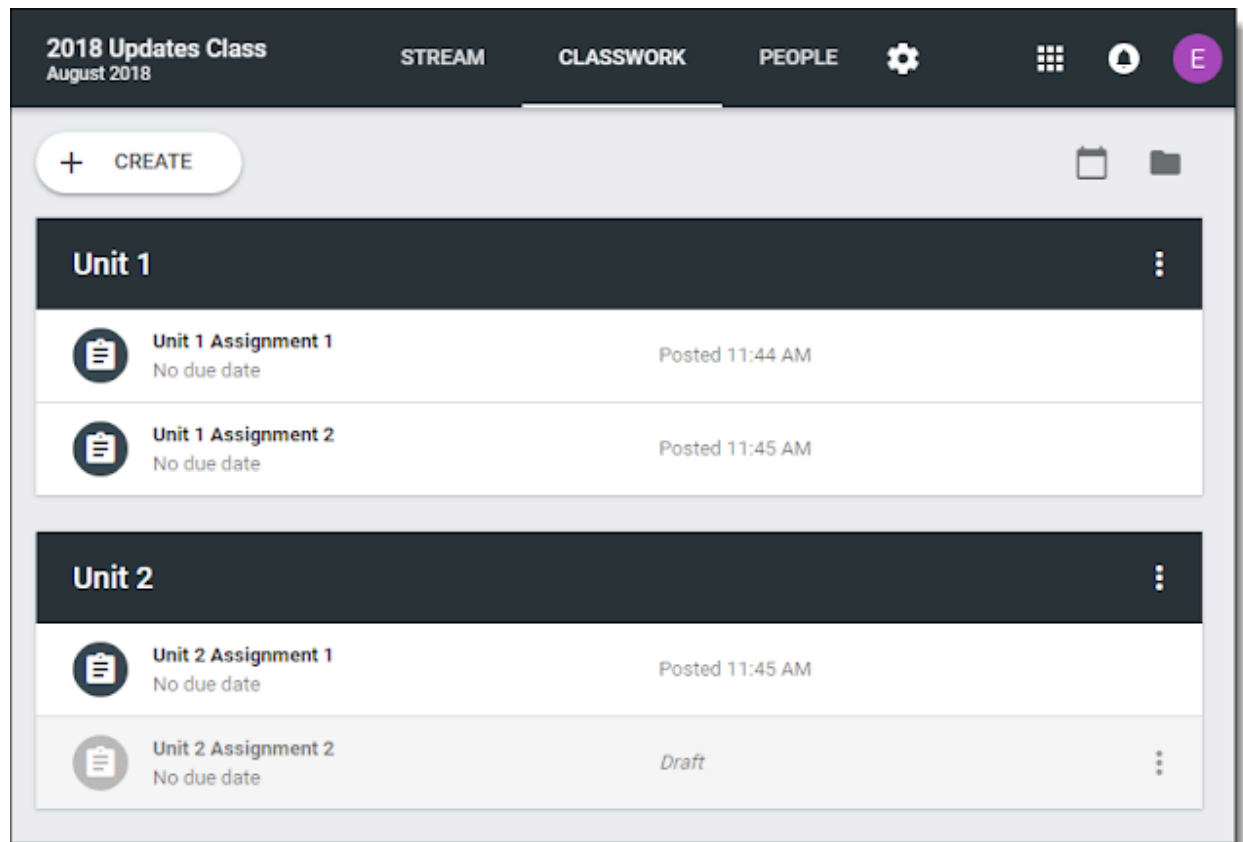 2018 Updates Class
August 2018
STREAM
CLASSWORK
PEOPLE
E
+ CREATE
Unit 1
Unit 1 Assignment 1
No due date
Posted 11:44 AM
Unit 1 Assignment 2
No due date
Posted 11:45 AM
Unit 2
Unit 2 Assignment 1
No due date
Posted 11:45 AM
Unit 2 Assignment 2
No due date
Draft